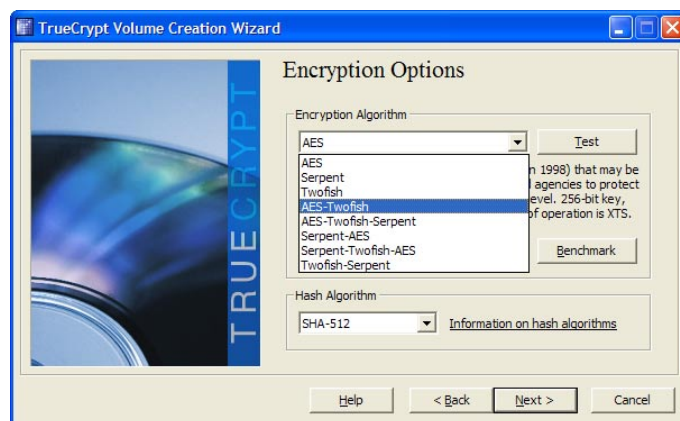 TrueCrypt Volume Creation Wizard
TRUECRYPT
Encryption Options
Encryption Algorithm
AES
Test
AES
Serpent
Twofish
AES-Twofish
AES-Twofish-Serpent
Serpent-AES
Serpent-Twofish-AES
Twofish-Serpent
n 1998) that may be
agencies to protect
evel. 256-bit key,
of operation is XTS.
Benchmark
Hash Algorithm
SHA-512
Information on hash algorithms
Help
< Back
Next >
Cancel